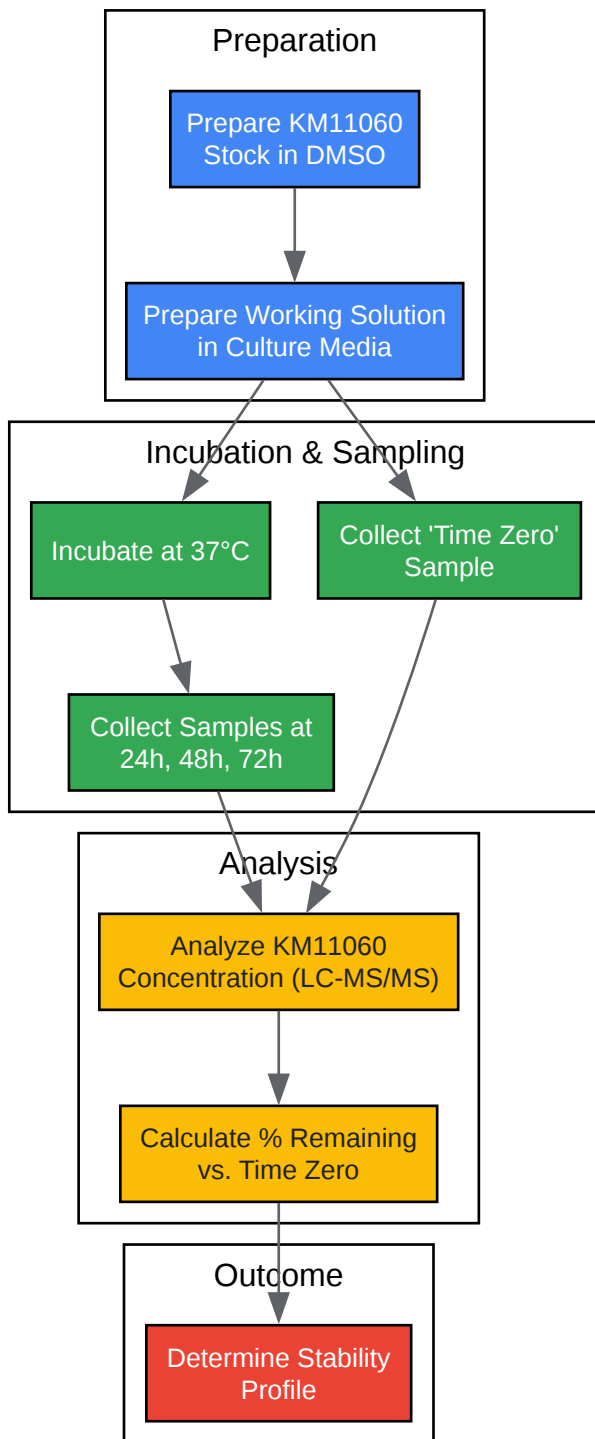 Preparation
Prepare KM11060
Stock in DMSO
Prepare Working Solution
in Culture Media
Incubation & Sampling
Incubate at 37°C
Collect 'Time Zero'
Sample
Collect Samples at
24h, 48h, 72h
Analysis
Analyze KM11060
Concentration (LC-MS/MS)
Calculate % Remaining
vs. Time Zero
Outcome
Determine Stability
Profile